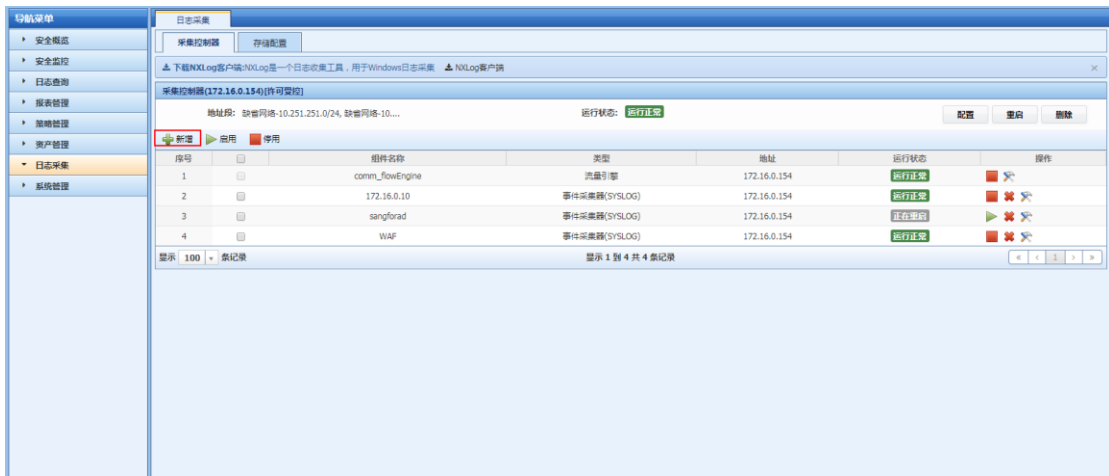 导航菜单
安全概览
安全监控
日志查询
报表管理
策略管理
资产管理
日志采集
系统管理
日志采集
采集控制器 存储配置
下载NXLog客户端:NXLog是一个日志收集工具，用于Windows日志采集 NXLog客户端 ×
采集控制器(172.16.0.154)[许可管控]
地址段: 缺省网络-10.251.251.0/24, 缺省网络-10.... 运行状态: 运行正常 配置 重启 删除
新增 启用 停用
序号 组件名称 类型 地址 运行状态 操作
1 comm_flowEngine 流量引擎 172.16.0.154 运行正常
2 172.16.0.10 事件采集器(SYSLOG) 172.16.0.154 运行正常
3 sangforad 事件采集器(SYSLOG) 172.16.0.154 正在重启
4 WAF 事件采集器(SYSLOG) 172.16.0.154 运行正常
显示 100 条记录 显示 1 到 4 共 4 条记录 « ‹ 1 › »